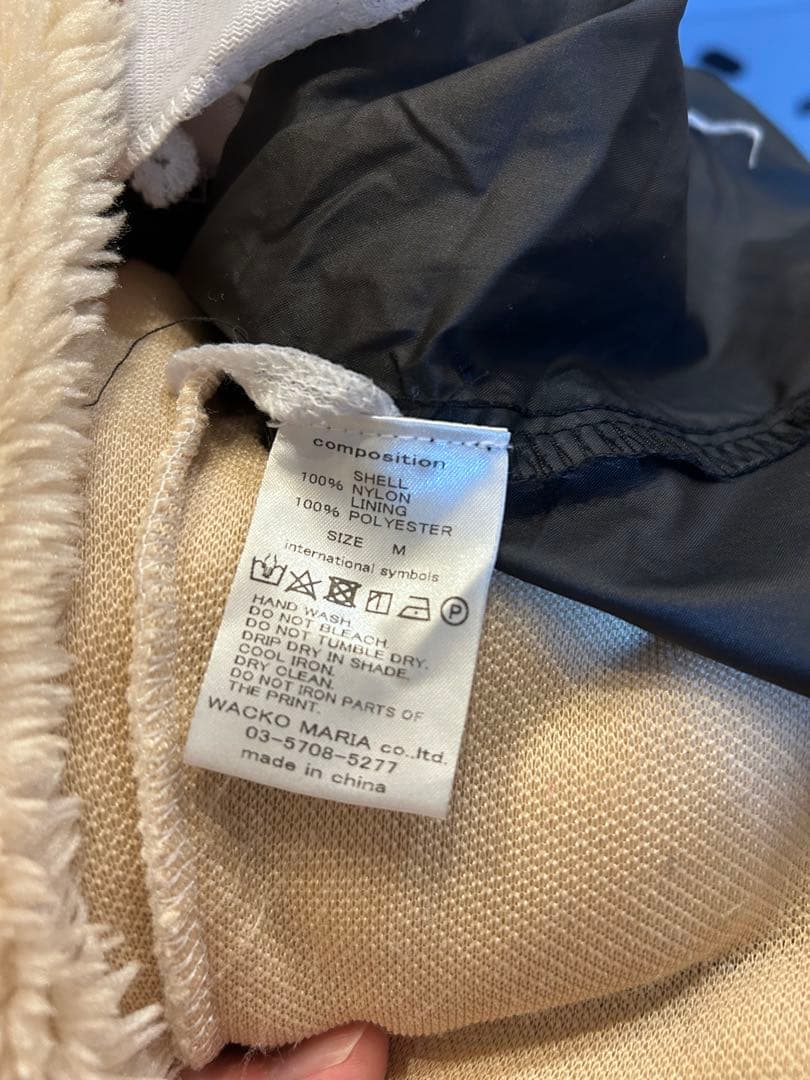 composition
SHELL
100% NYLON
LINING
100% POLYESTER
SIZE M
international symbols
P
HAND WASH.
DO NOT BLEACH.
DO NOT TUMBLE DRY.
DRIP DRY IN SHADE.
COOL IRON.
DRY CLEAN.
DO NOT IRON PARTS OF
THE PRINT.
WACKO MARIA co.,ltd.
03-5708-5277
made in china